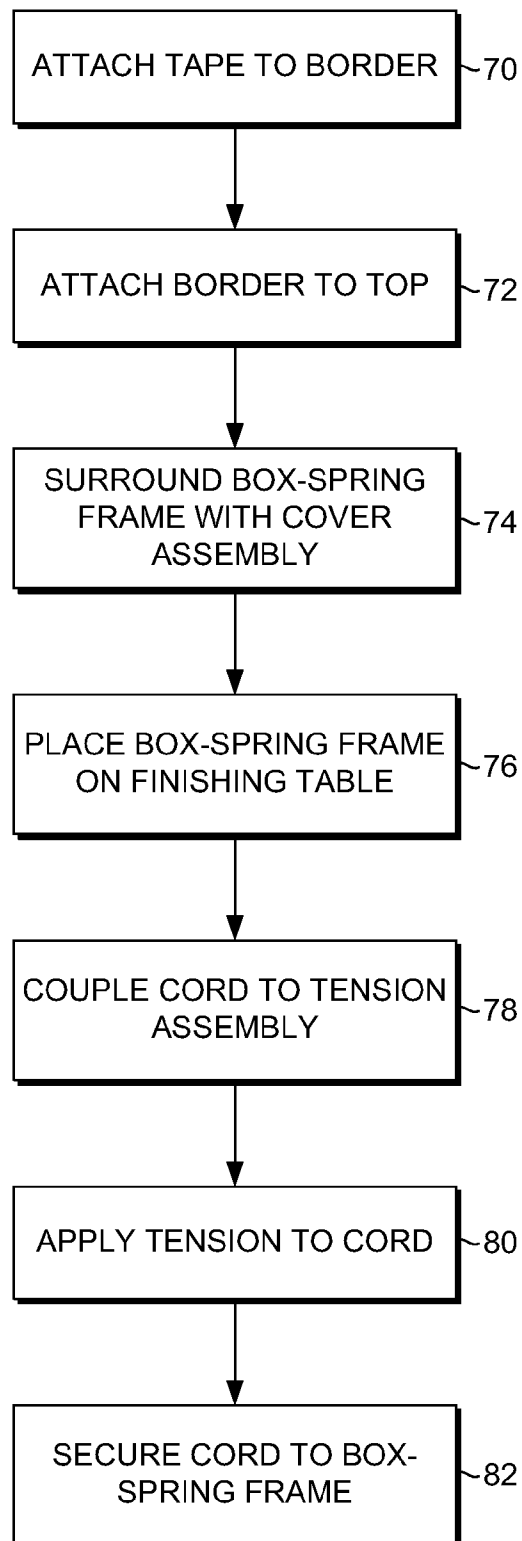 ATTACH TAPE TO BORDER
70
ATTACH BORDER TO TOP
72
SURROUND BOX-SPRING
FRAME WITH COVER
ASSEMBLY
74
PLACE BOX-SPRING FRAME
ON FINISHING TABLE
76
COUPLE CORD TO TENSION
ASSEMBLY
78
APPLY TENSION TO CORD
80
SECURE CORD TO BOX-
SPRING FRAME
82